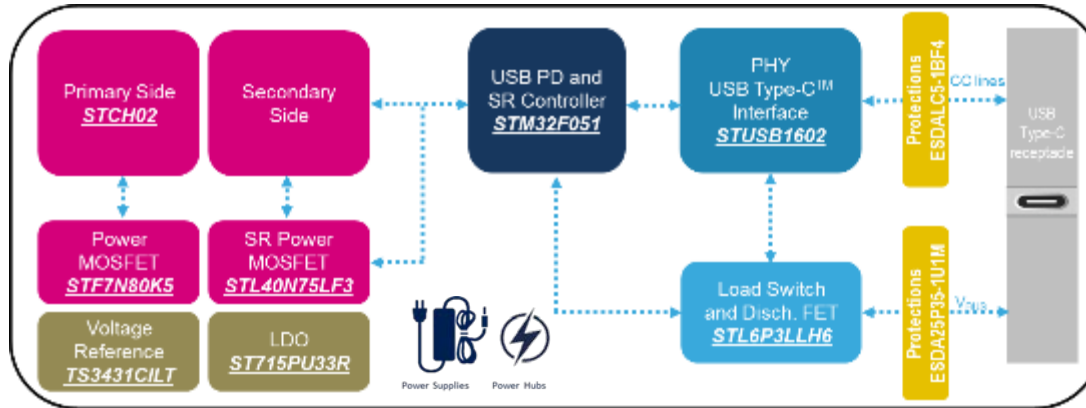 Primary Side
STCH02
Secondary
Side
USB PD and
SR Controller
STM32F051
PHY
USB Type-C™
Interface
STUSB1602
Protections
ESDALC5-1BF4
CC lines
USB
Type-C
receptacle
Power
MOSFET
STF7N80K5
SR Power
MOSFET
STL40N75LF3
Load Switch
and Disch. FET
STL6P3LLH6
Protections
ESDA25P35-1U1M
VBUS
Voltage
Reference
TS3431CILT
LDO
ST715PU33R
Power Supplies
Power Hubs